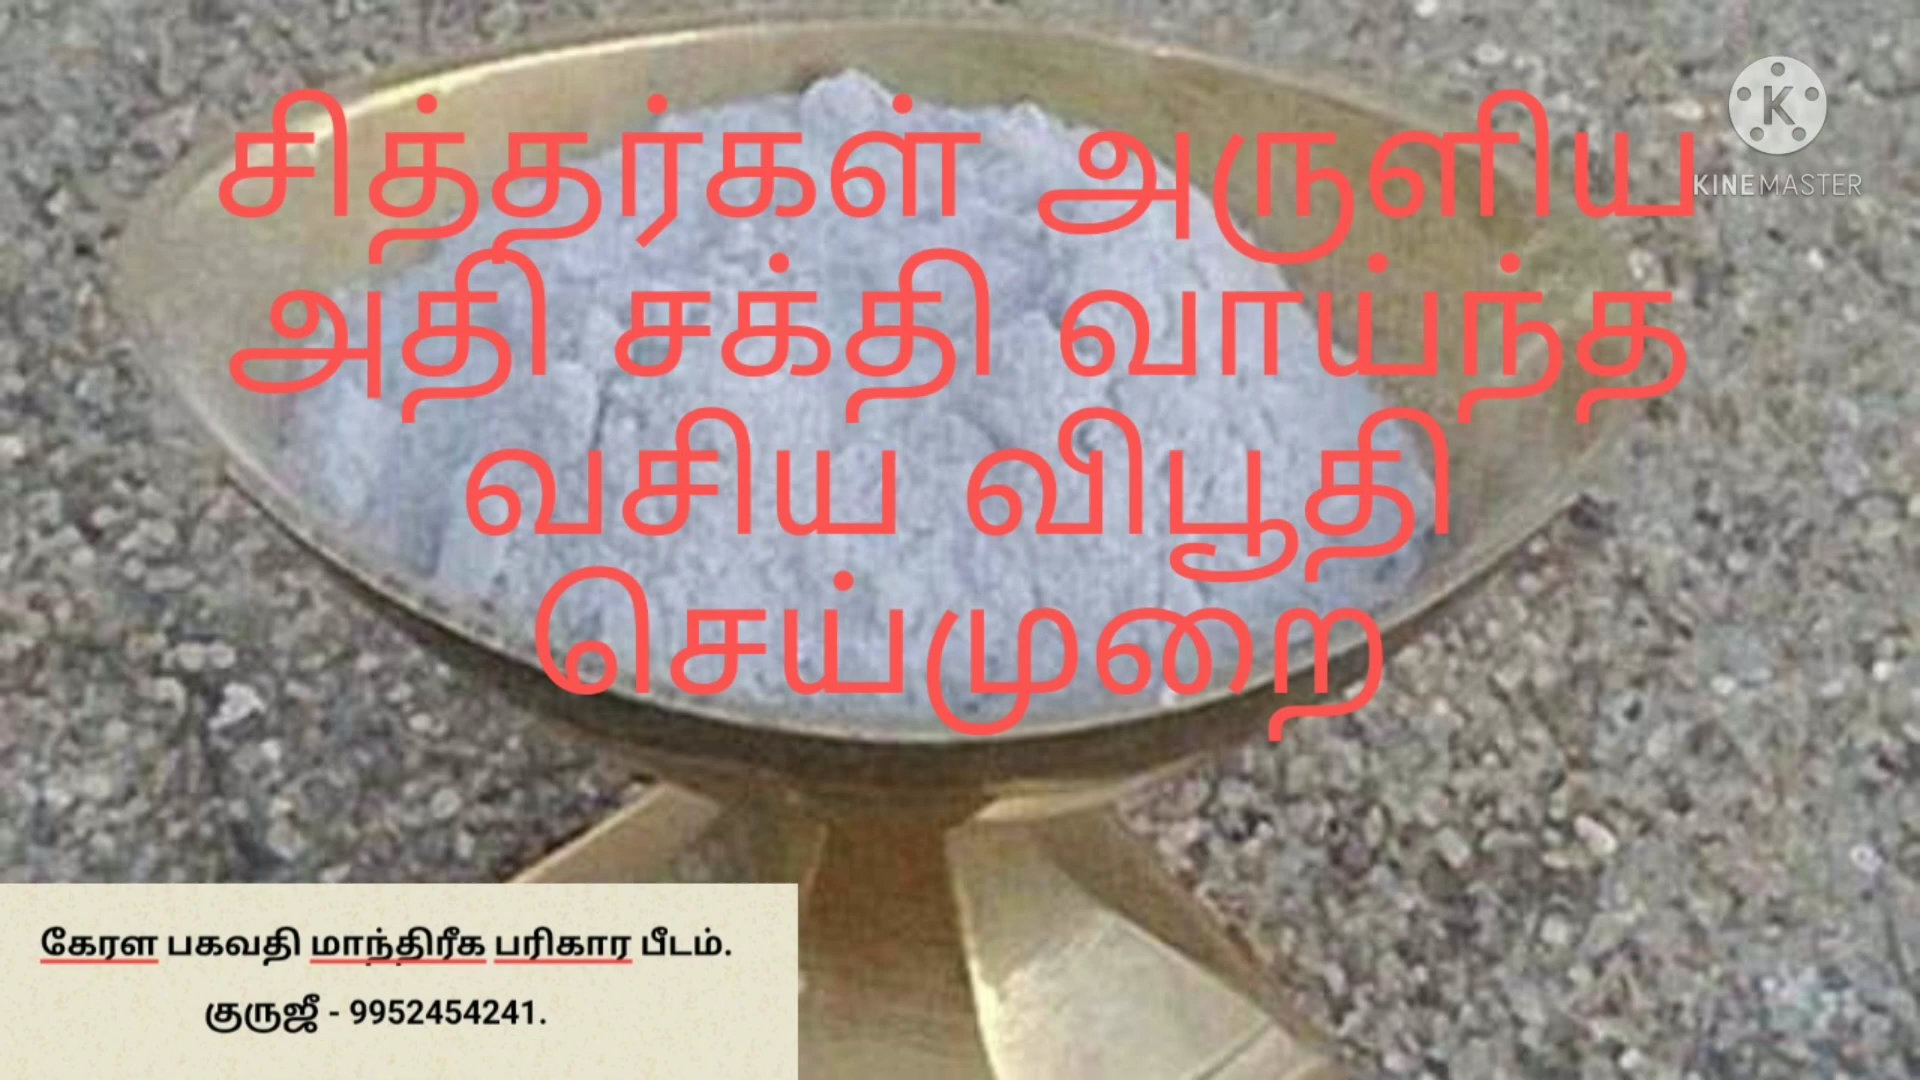 சித்தர்கள் அருளிய
அதி சக்தி வாய்ந்த
வசிய விபூதி
செய்முறை
K
KINEMASTER
கேரள பகவதி மாந்திரீக பரிகார பீடம்.
குருஜீ - 9952454241.